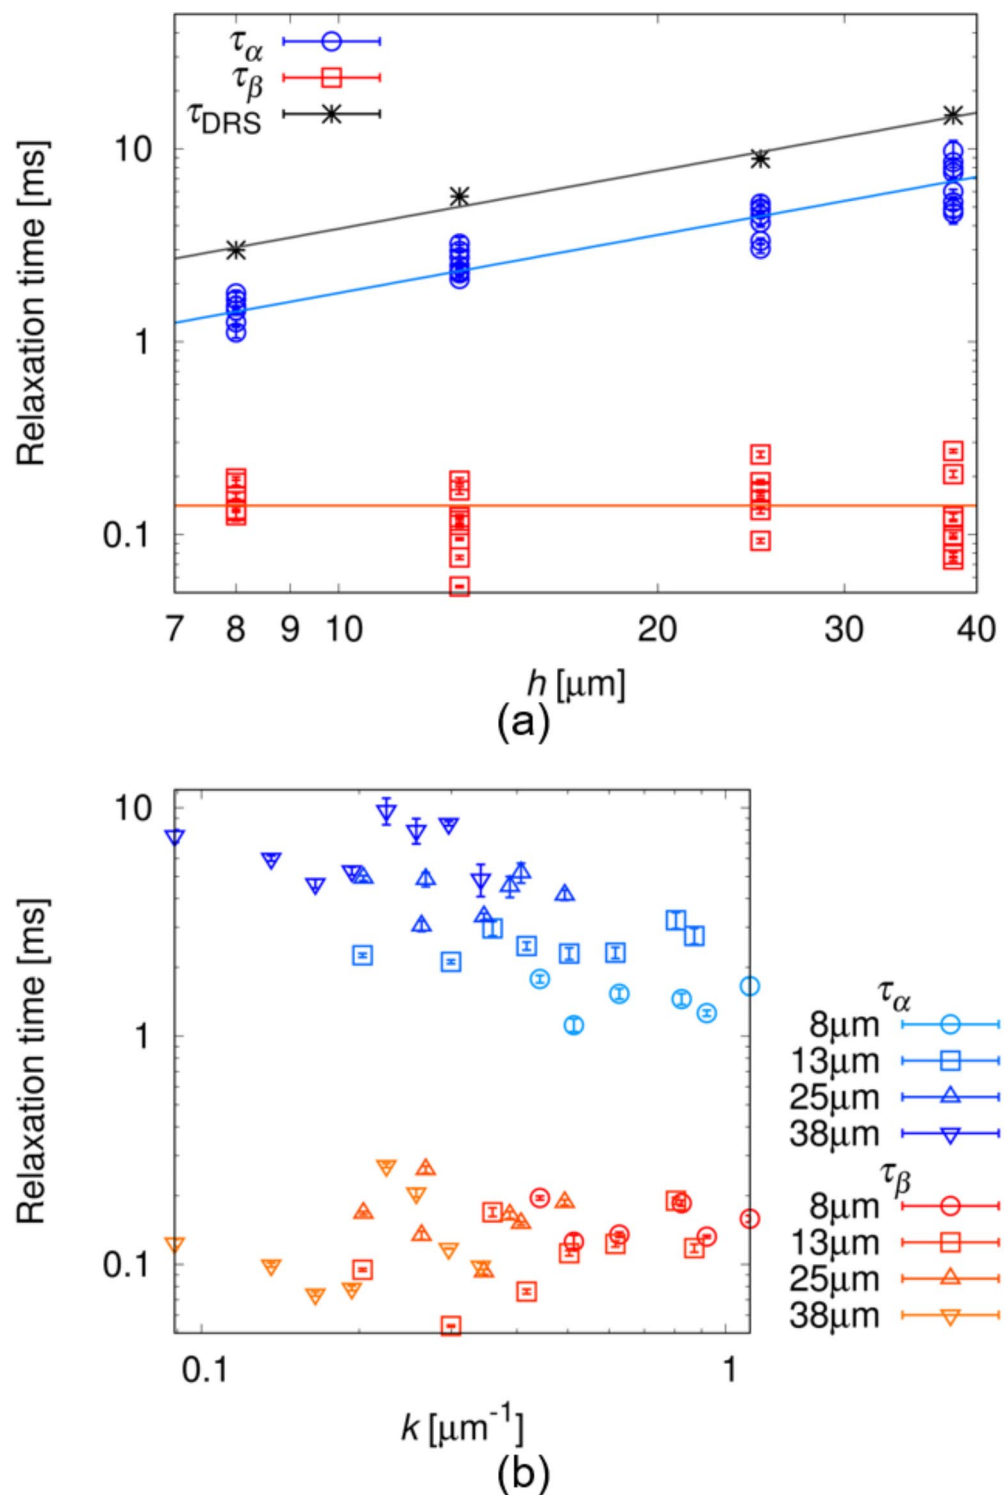 τα
τβ
τDRS
Relaxation time [ms]
10
1
0.1
7 8 9 10 20 30 40
h [μm]
(a)
Relaxation time [ms]
10
1
0.1
0.1 1
k [μm-1]
(b)
τα
8μm
13μm
25μm
38μm
τβ
8μm
13μm
25μm
38μm